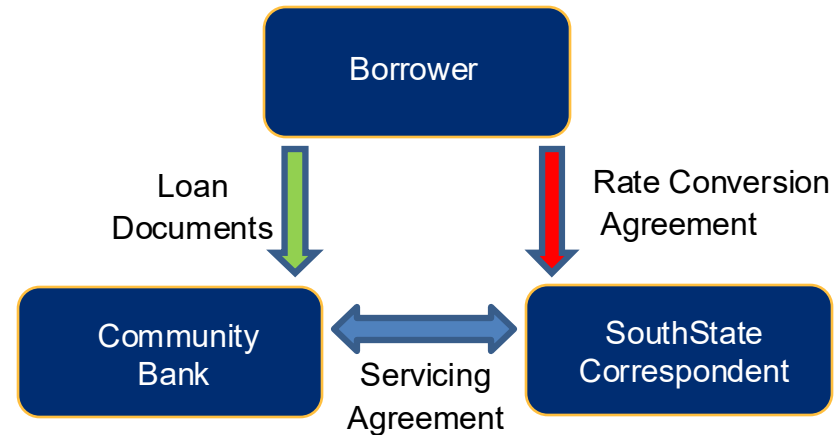 Borrower
Loan
Documents
Rate Conversion
Agreement
Community
Bank
Servicing
Agreement
SouthState
Correspondent